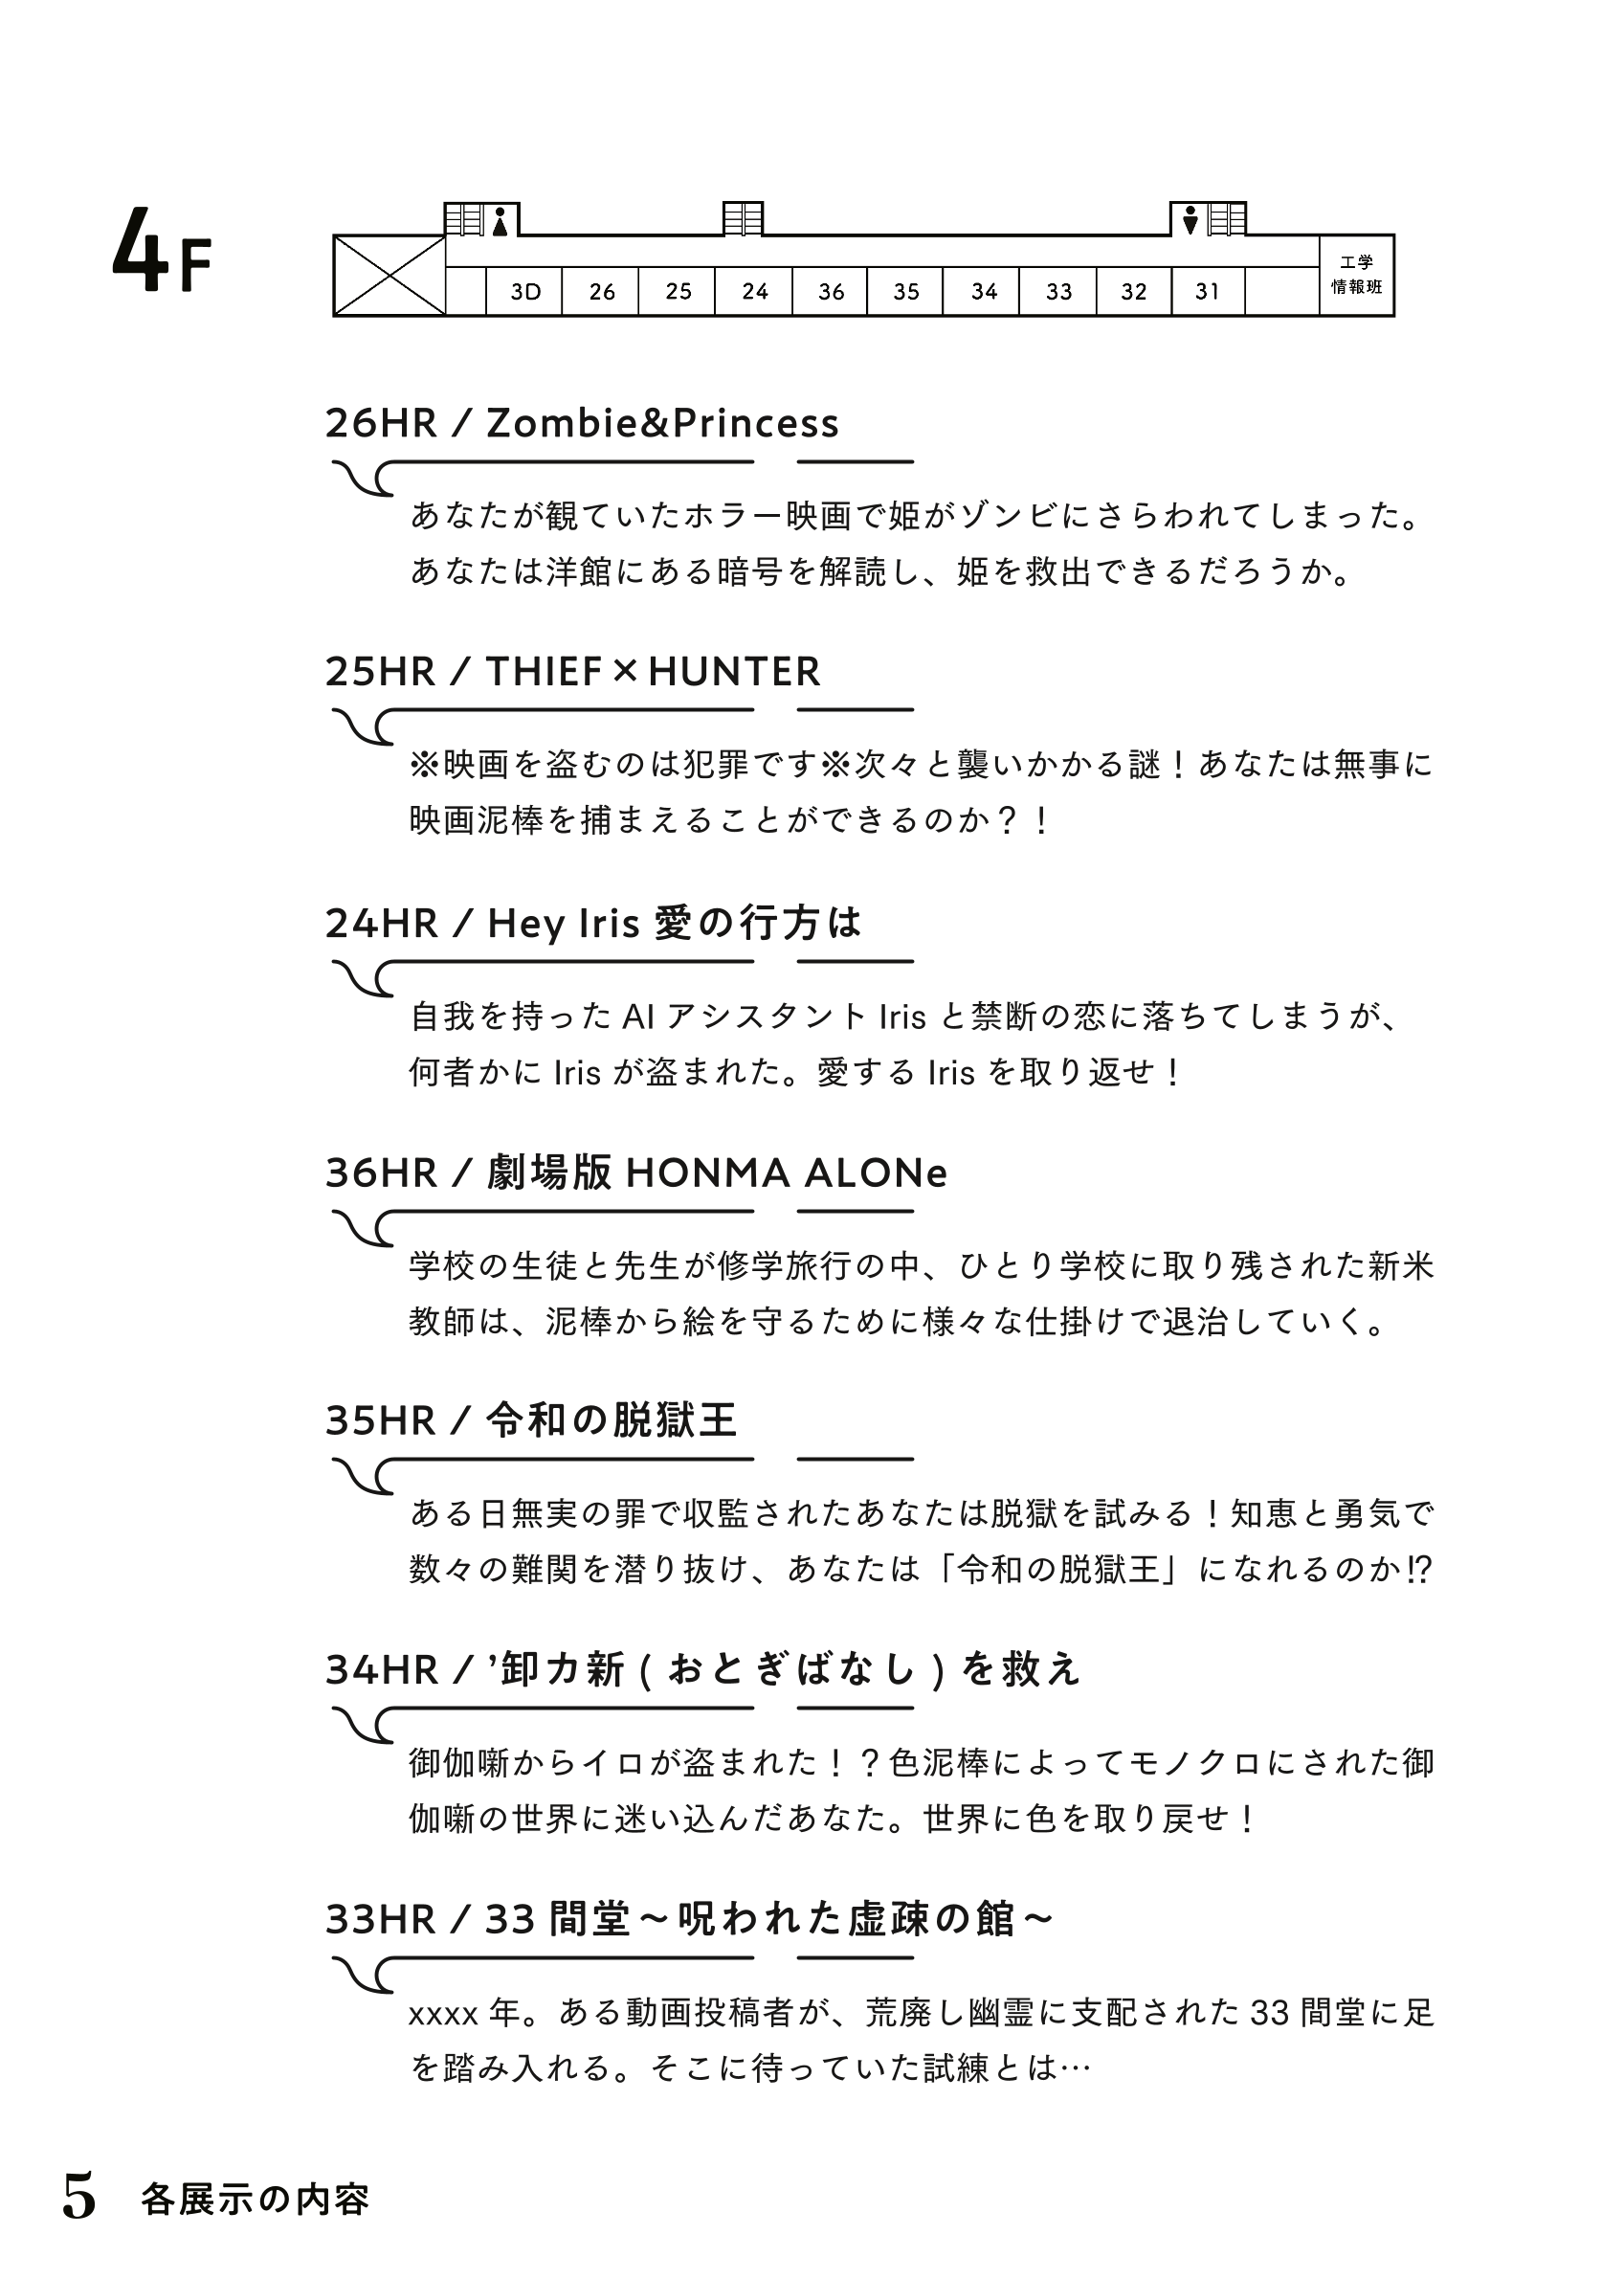 4F
3D 26 25 24 36 35 34 33 32 31
工学
情報班
26HR / Zombie&Princess
あなたが観ていたホラー映画で姫がゾンビにさらわれてしまった。
あなたは洋館にある暗号を解読し、姫を救出できるだろうか。
25HR / THIEF×HUNTER
※映画を盗むのは犯罪です※次々と襲いかかる謎！あなたは無事に
映画泥棒を捕まえることができるのか？！
24HR / Hey Iris 愛の行方は
自我を持った AI アシスタント Iris と禁断の恋に落ちてしまうが、
何者かに Iris が盗まれた。愛する Iris を取り返せ！
36HR / 劇場版 HONMA ALONe
学校の生徒と先生が修学旅行の中、ひとり学校に取り残された新米
教師は、泥棒から絵を守るために様々な仕掛けで退治していく。
35HR / 令和の脱獄王
ある日無実の罪で収監されたあなたは脱獄を試みる！知恵と勇気で
数々の難関を潜り抜け、あなたは「令和の脱獄王」になれるのか⁉
34HR / ’卸カ新 ( おとぎばなし ) を救え
御伽噺からイロが盗まれた！？色泥棒によってモノクロにされた御
伽噺の世界に迷い込んだあなた。世界に色を取り戻せ！
33HR / 33 間堂～呪われた虚疎の館～
xxxx 年。ある動画投稿者が、荒廃し幽霊に支配された 33 間堂に足
を踏み入れる。そこに待っていた試練とは…
5 各展示の内容